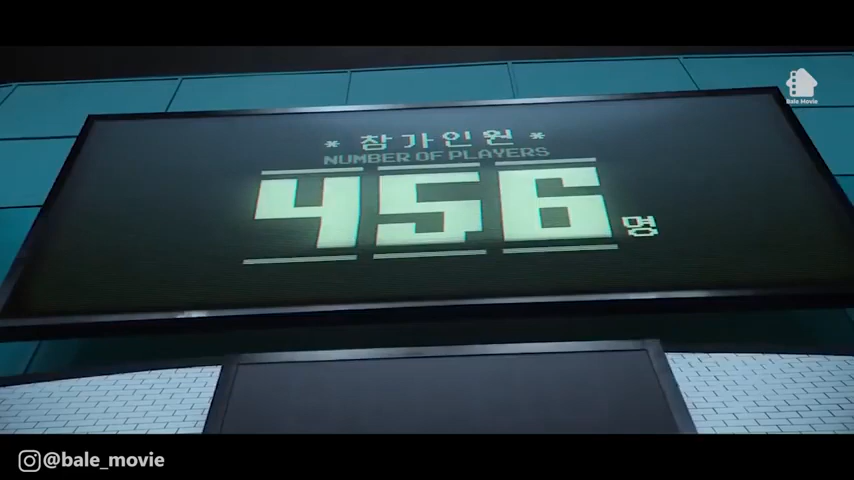 * 참가인원 *
NUMBER OF PLAYERS
456 명
Bale Movie
@bale_movie